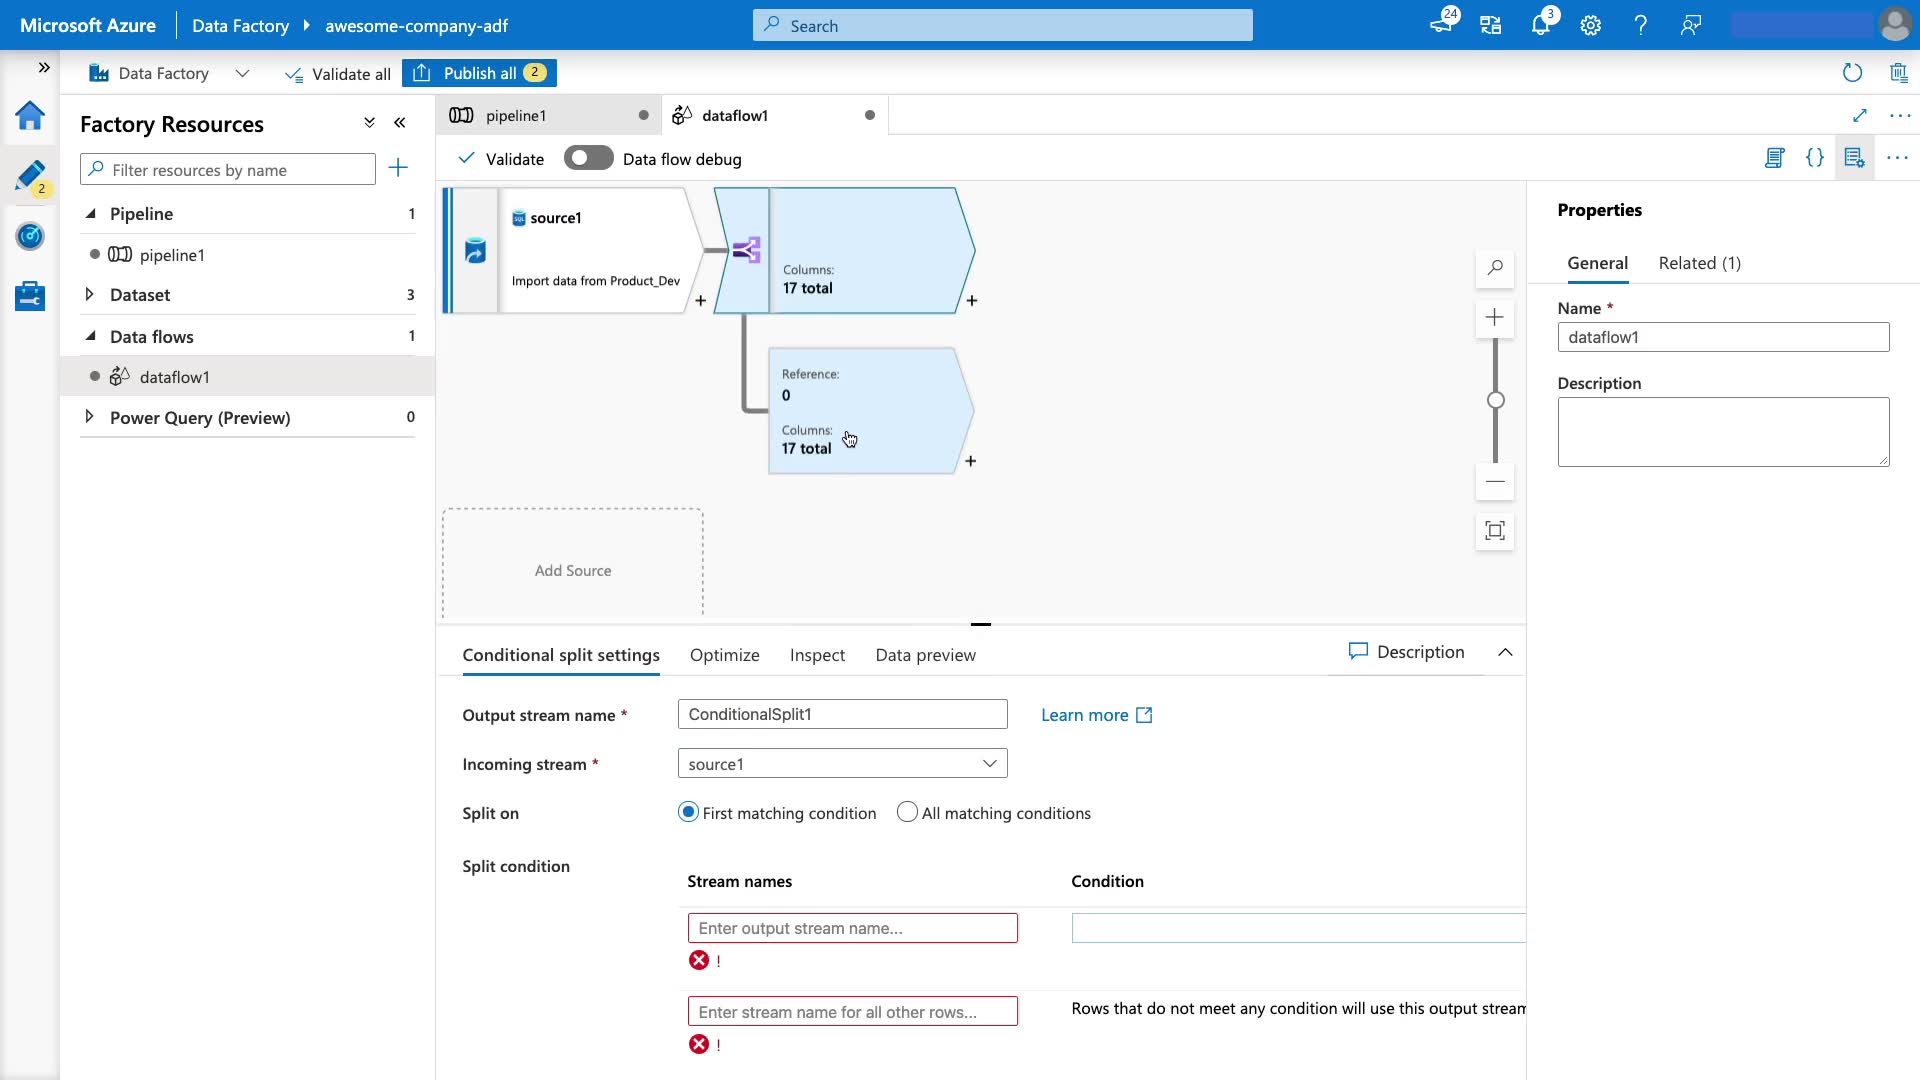 Microsoft Azure
Data Factory
awesome-company-adf
Search
24
3
Data Factory
Validate all
Publish all 2
2
Factory Resources
Filter resources by name
Pipeline 1
pipeline1
Dataset 3
Data flows 1
dataflow1
Power Query (Preview) 0
pipeline1
dataflow1
Validate
Data flow debug
SQL source1
Import data from Product_Dev
+
Columns:
17 total
+
Reference:
0
Columns:
17 total
+
Add Source
Conditional split settings
Optimize
Inspect
Data preview
Description
Output stream name *
ConditionalSplit1
Learn more
Incoming stream *
source1
Split on
First matching condition
All matching conditions
Split condition
Stream names
Condition
Enter output stream name...
!
Enter stream name for all other rows...
Rows that do not meet any condition will use this output stream
!
Properties
General
Related (1)
Name *
dataflow1
Description